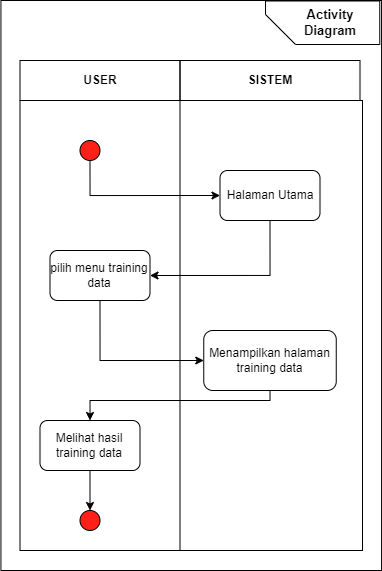 Activity
Diagram
USER
SISTEM
Halaman Utama
pilih menu training
data
Menampilkan halaman
training data
Melihat hasil
training data